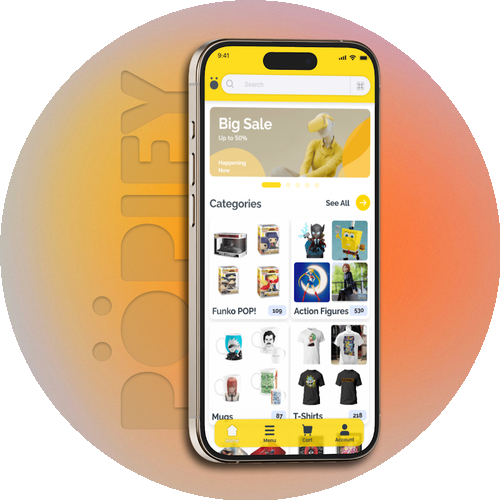 PÖPIFY
9:41
Search
Big Sale
Up to 50%
Happening
Now
Categories
See All
Funko POP!
109
Action Figures
530
Mugs
87
T-Shirts
218
Home
Menu
Cart
Account